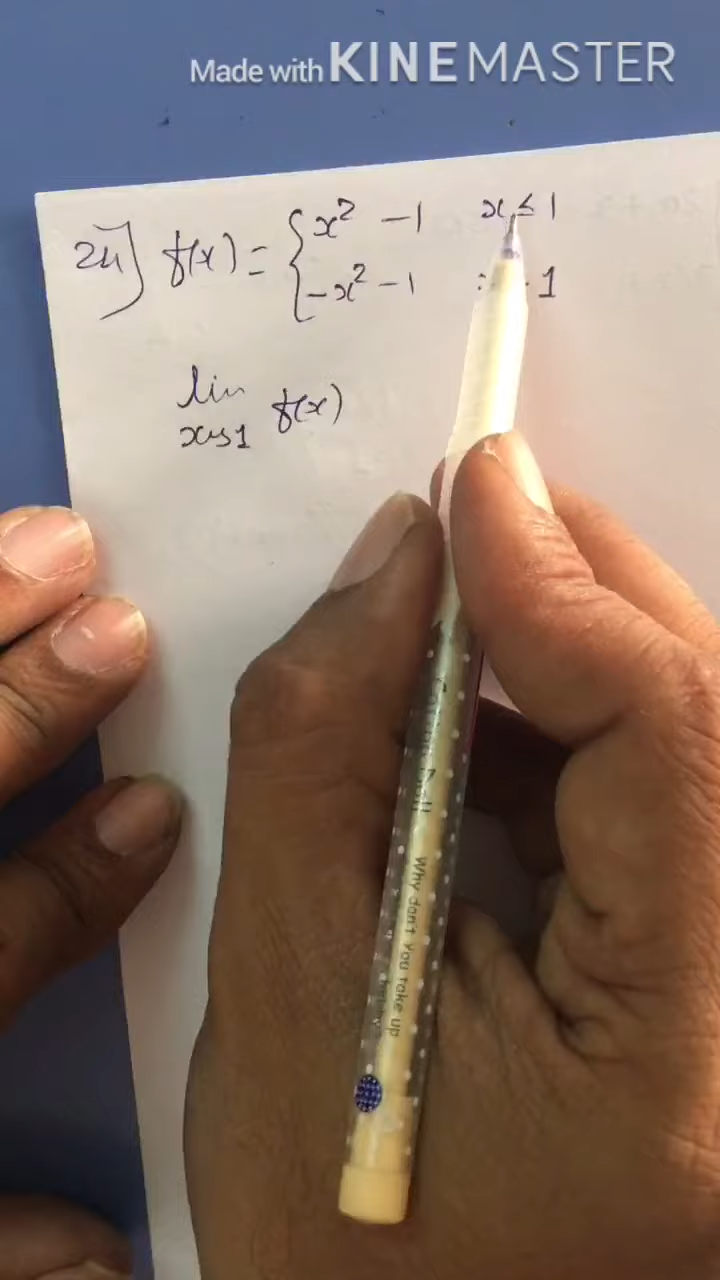 Made with KINEMASTER
24) f(x) = { x² - 1 x ≤ 1
-x² - 1 1
lim f(x)
x→1
Why don't You take up